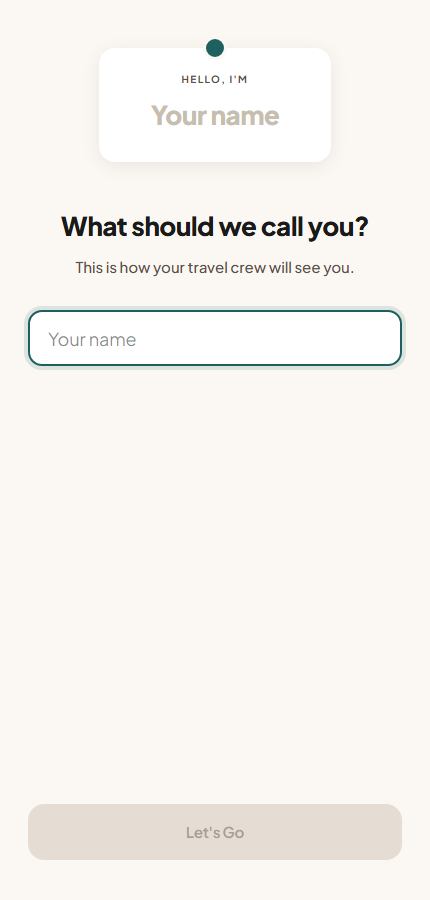 HELLO, I'M
Your name
What should we call you?
This is how your travel crew will see you.
Your name
Let's Go